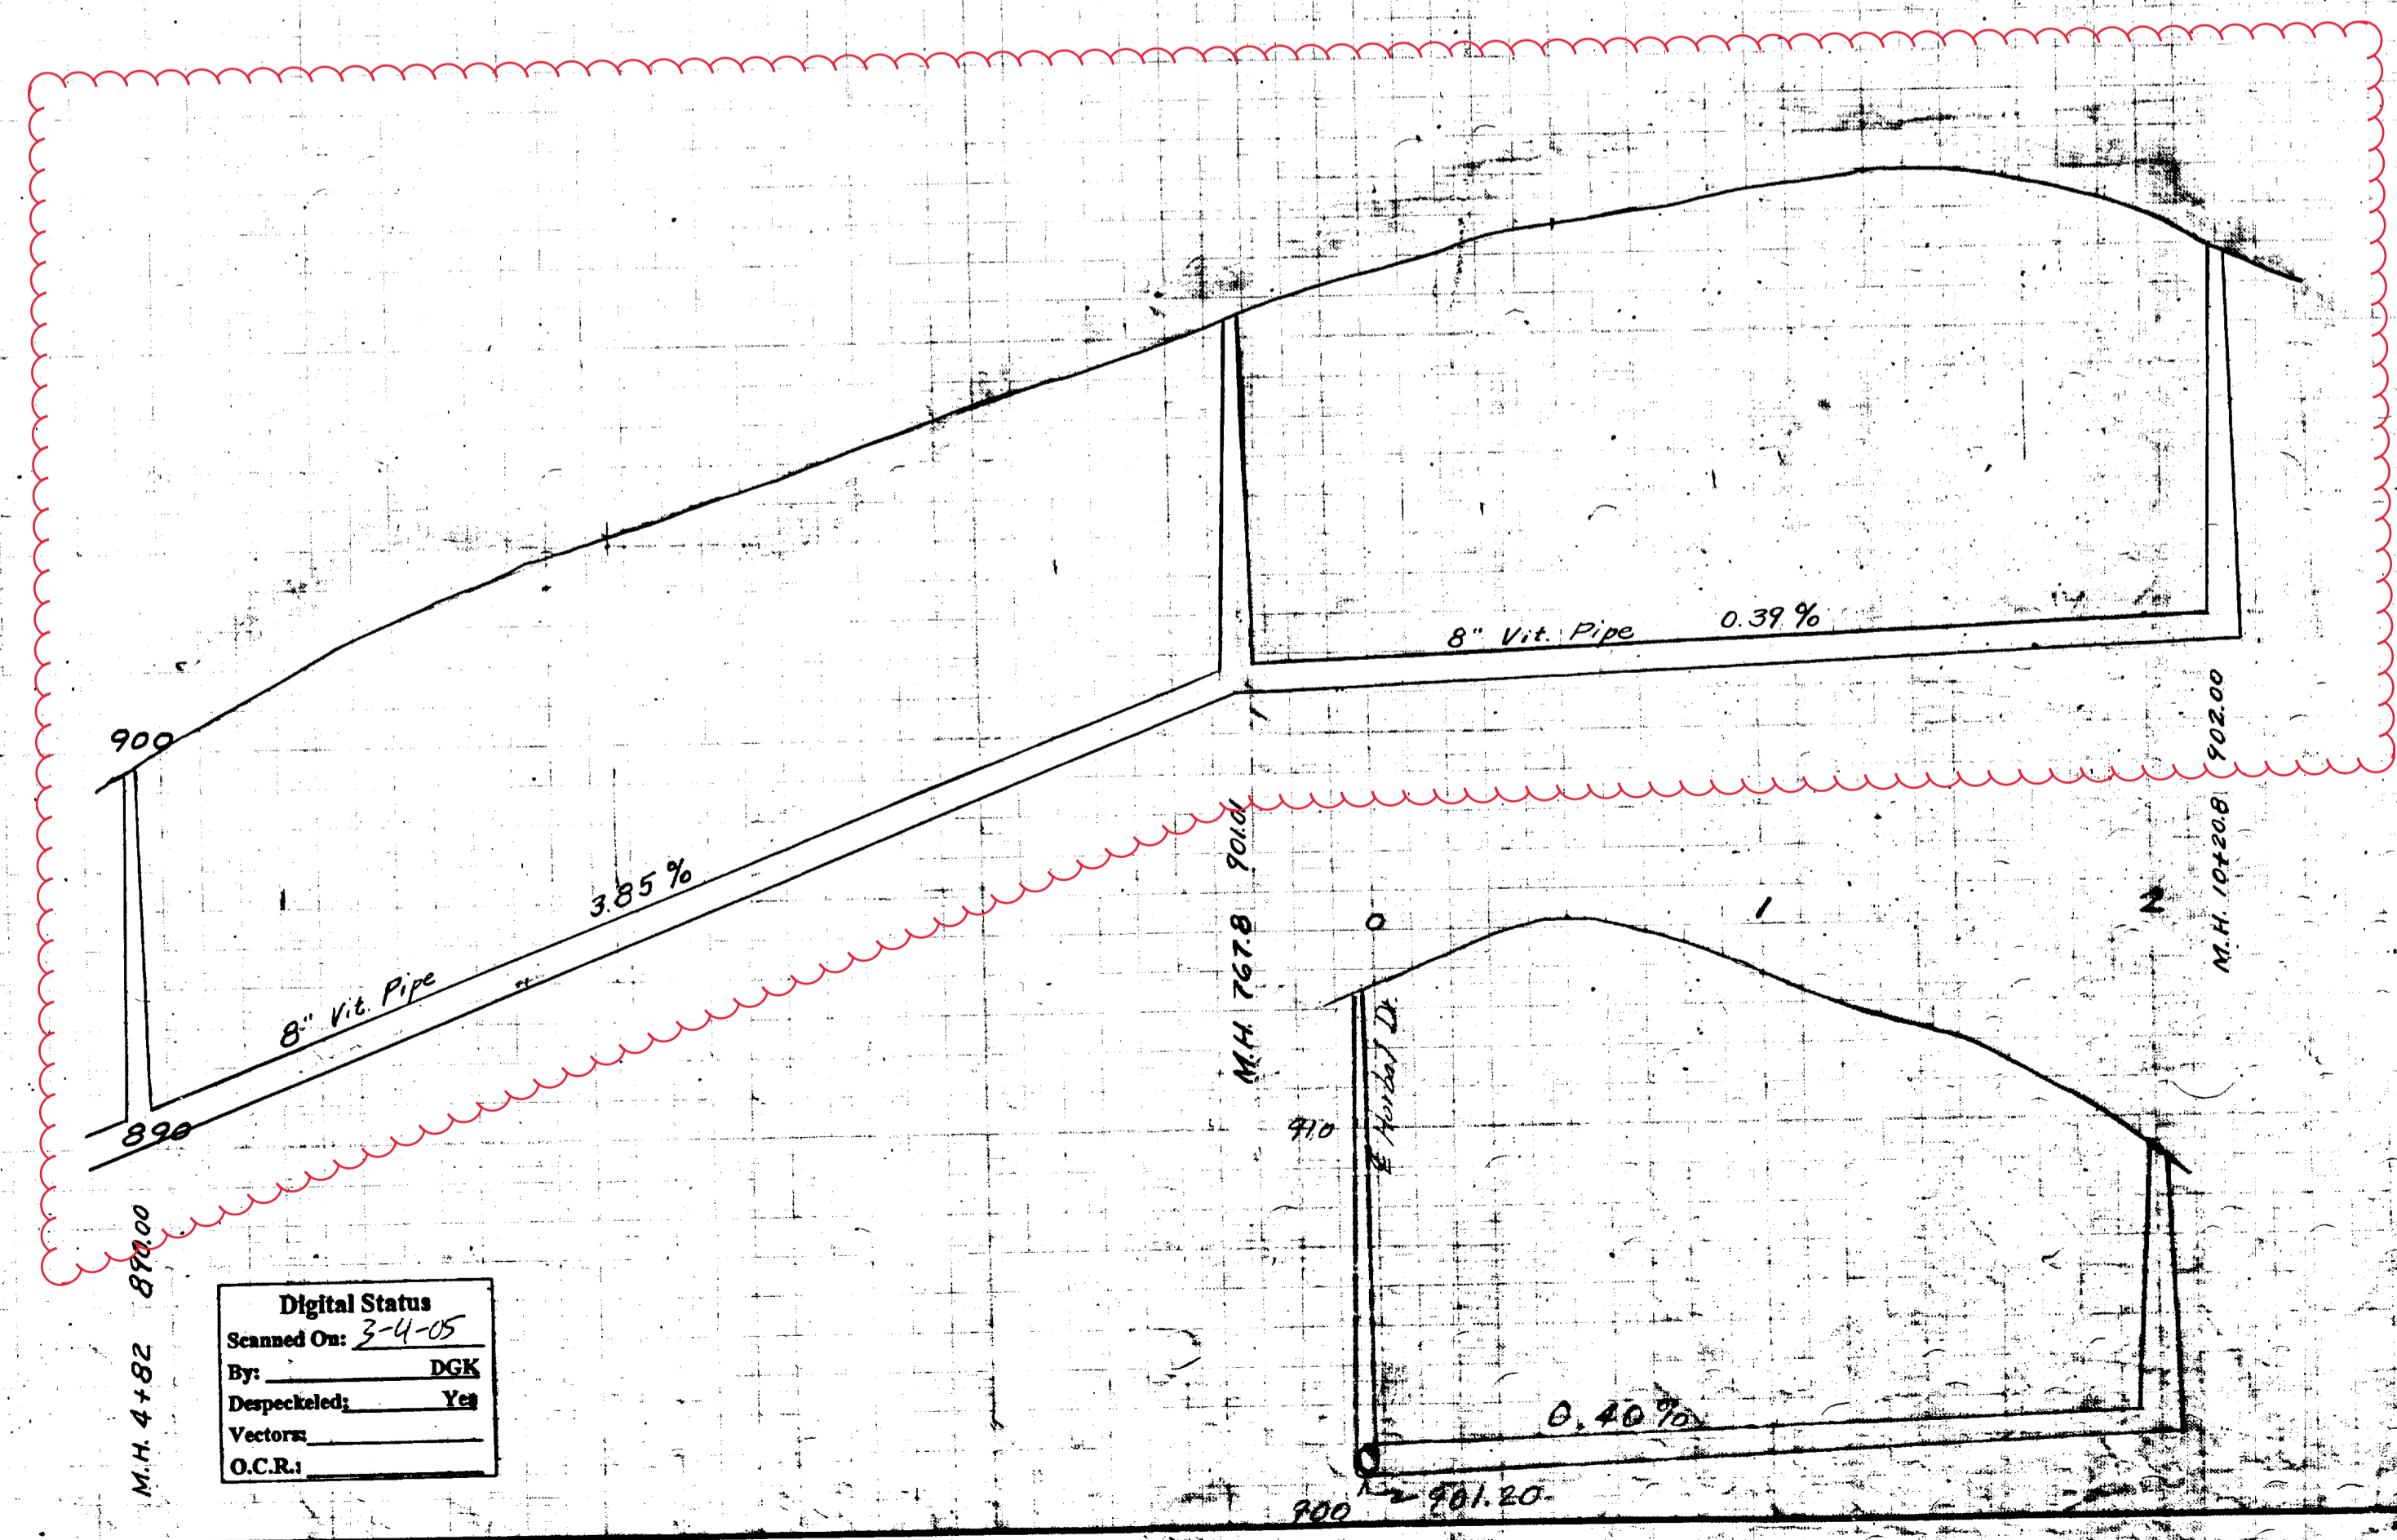 8" Vit. Pipe 0.39 %
900
902.00
M.H. 10+20.8
901.01
M.H. 767.8
3.85 %
8" Vit. Pipe
890
890.00
M.H. 4+82
0
1
2
910
0.40 %
900
901.20
Digital Status
Scanned On: 3-4-05
By: DGK
Despeckeled: Yes
Vectors:
O.C.R.: